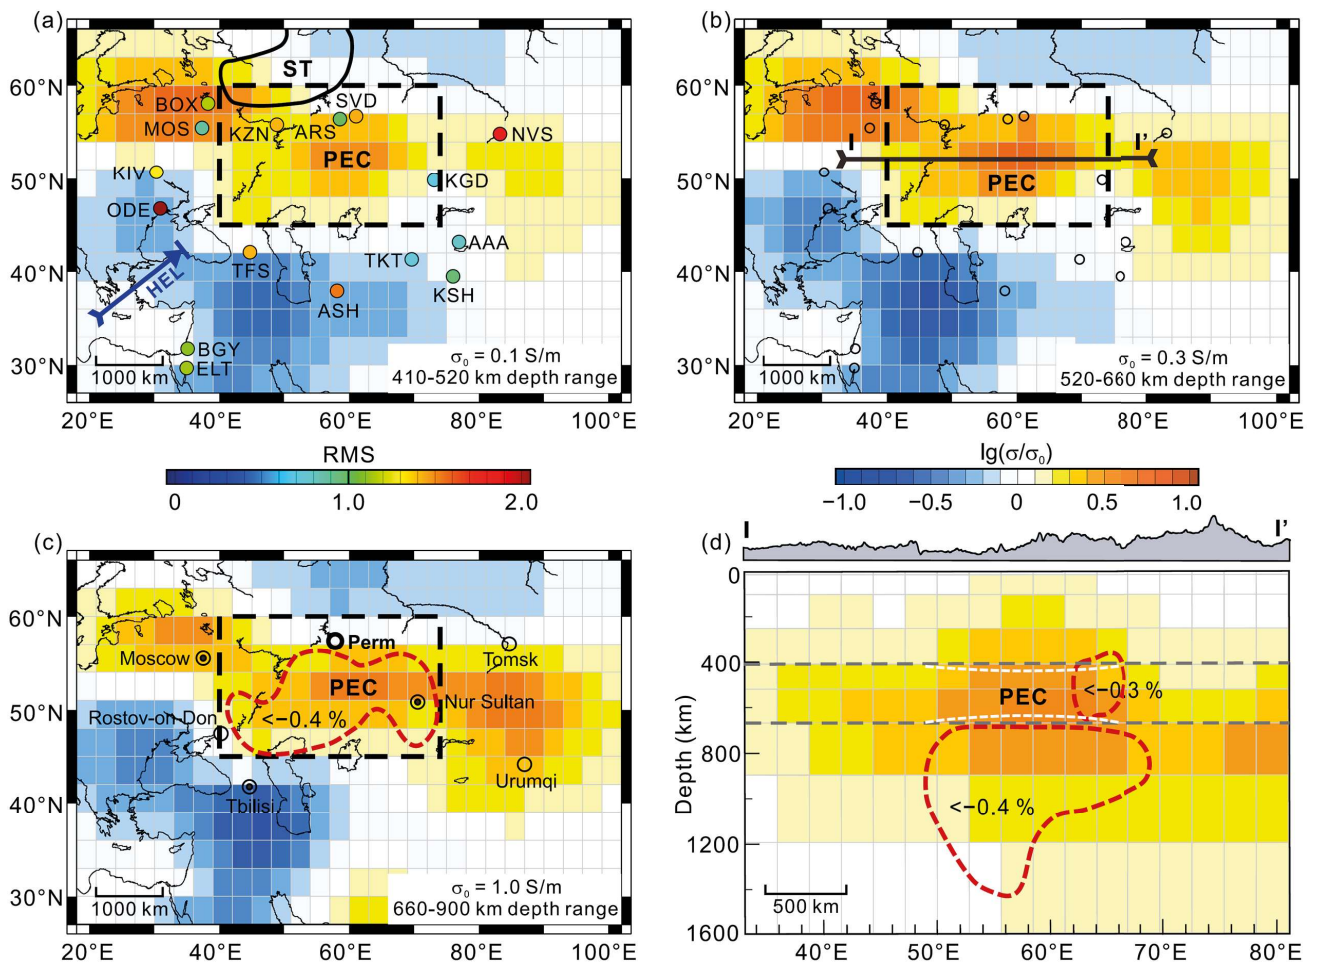 (a)
ST
BOX
MOS
KZN
ARS
SVD
NVS
PEC
KIV
KGD
ODE
HEL
TFS
TKT
AAA
KSH
ASH
BGY
ELT
60°N
50°N
40°N
30°N
1000 km
σ₀ = 0.1 S/m
410-520 km depth range
20°E 40°E 60°E 80°E 100°E
(b)
I I'
PEC
60°N
50°N
40°N
30°N
1000 km
σ₀ = 0.3 S/m
520-660 km depth range
20°E 40°E 60°E 80°E 100°E
RMS
0 1.0 2.0
lg(σ/σ₀)
−1.0 −0.5 0 0.5 1.0
(c)
Perm
Moscow
Tomsk
PEC
Nur Sultan
<−0.4 %
Rostov-on-Don
Urumqi
Tbilisi
60°N
50°N
40°N
30°N
1000 km
σ₀ = 1.0 S/m
660-900 km depth range
20°E 40°E 60°E 80°E 100°E
(d)
I I'
0
400
800
1200
1600
Depth (km)
PEC
<−0.3 %
<−0.4 %
500 km
40°E 50°E 60°E 70°E 80°E